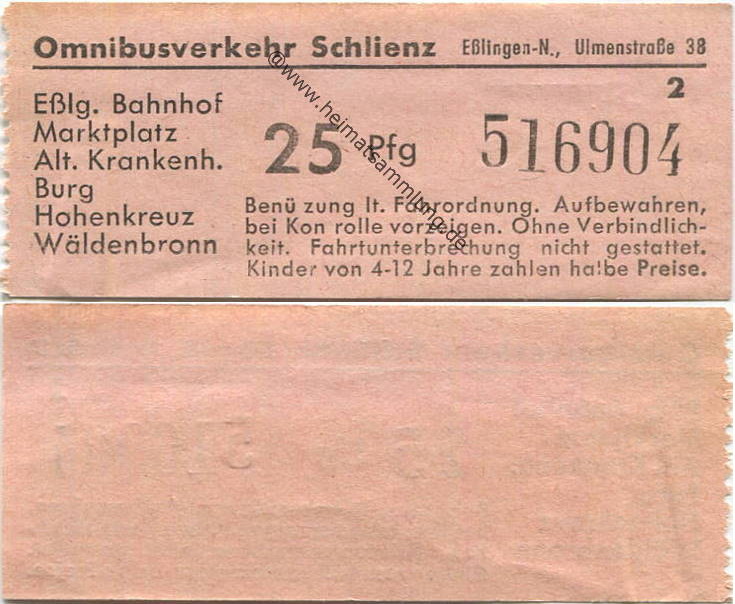 Omnibusverkehr Schlienz Eßlingen-N., Ulmenstraße 38
2
Eßlg. Bahnhof
Marktplatz
Alt. Krankenh.
Burg
Hohenkreuz
Wäldenbronn
25 Pfg
516904
Benü zung lt. Fahrordnung. Aufbewahren,
bei Kon rolle vorzeigen. Ohne Verbindlich-
keit. Fahrtunterbrechung nicht gestattet.
Kinder von 4-12 Jahre zahlen halbe Preise.
@www.heimatsammlung.de